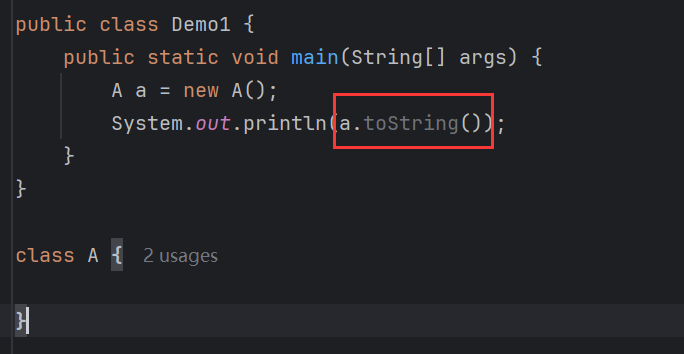 public class Demo1 {
    public static void main(String[] args) {
        A a = new A();
        System.out.println(a.toString());
    }
}
class A {  2 usages
}